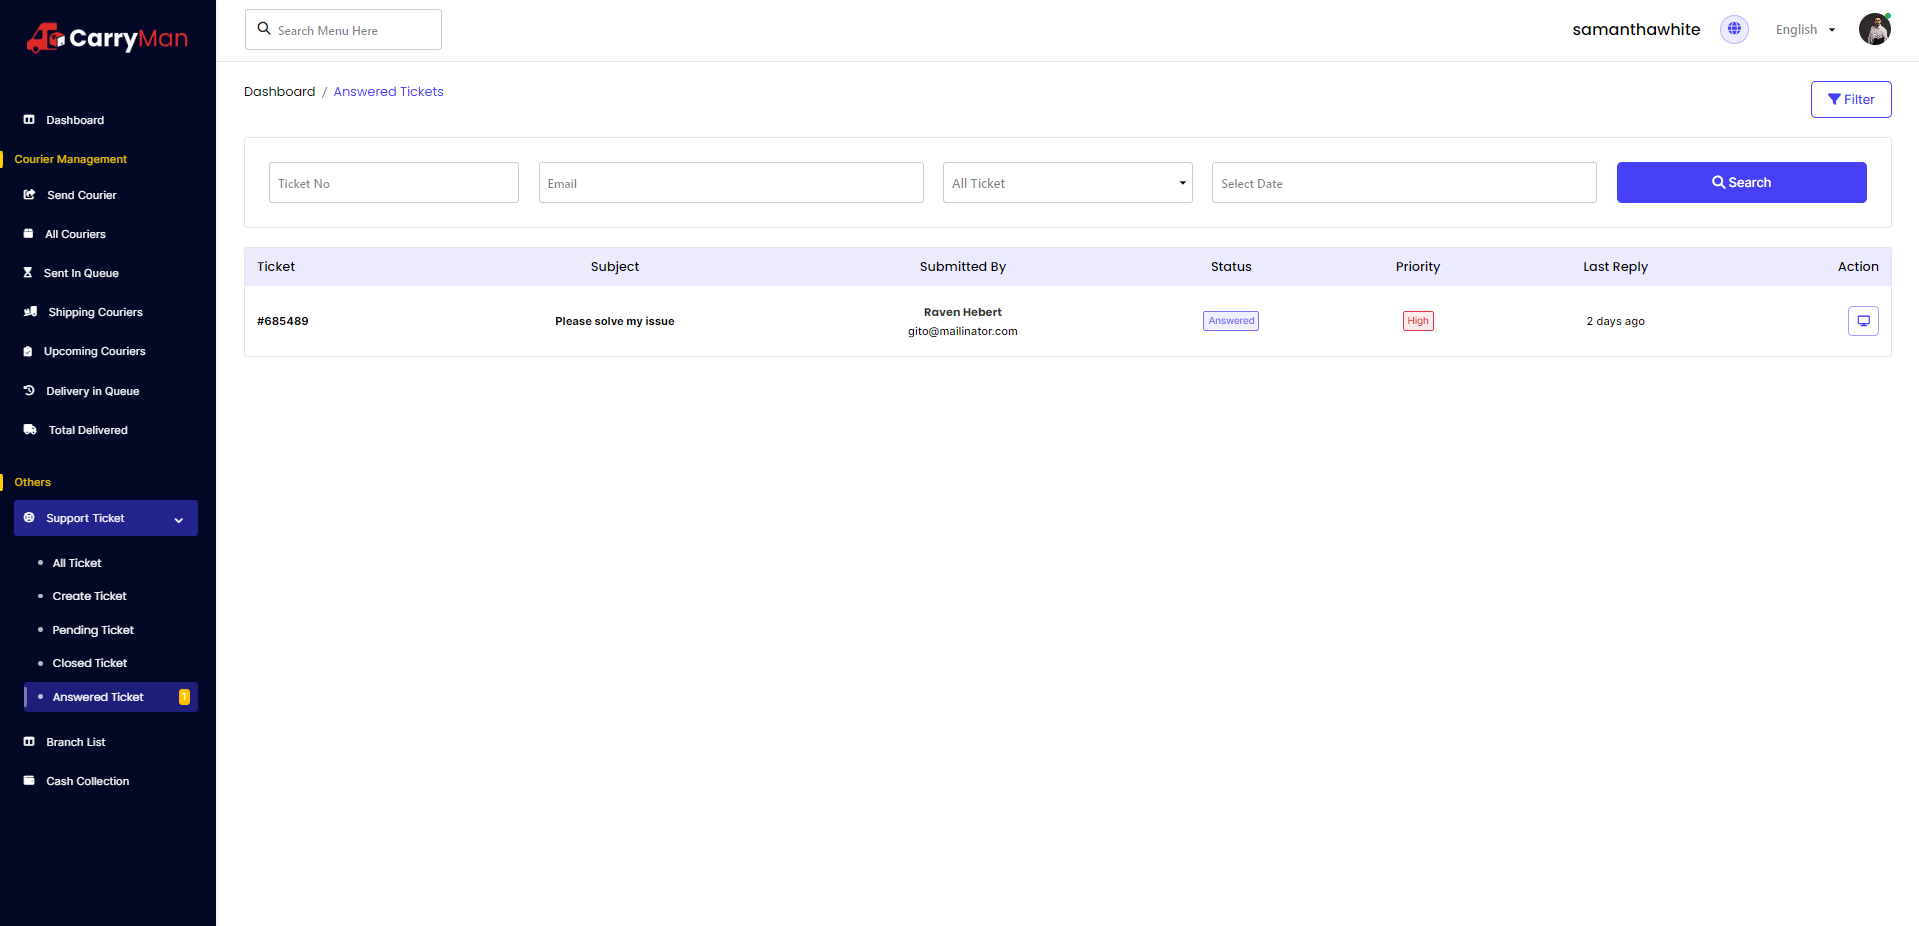 CarryMan
Search Menu Here
samanthawhite
English
Dashboard / Answered Tickets
Filter
Dashboard
Courier Management
Send Courier
All Couriers
Sent In Queue
Shipping Couriers
Upcoming Couriers
Delivery in Queue
Total Delivered
Others
Support Ticket
All Ticket
Create Ticket
Pending Ticket
Closed Ticket
Answered Ticket 1
Branch List
Cash Collection
Ticket No
Email
All Ticket
Select Date
Search
Ticket Subject Submitted By Status Priority Last Reply Action
#685489 Please solve my issue Raven Hebert Answered High 2 days ago
gito@mailinator.com